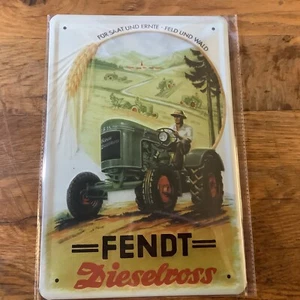 FÜR SAAT UND ERNTE · FELD UND WALD
=FENDT=
Dieselross